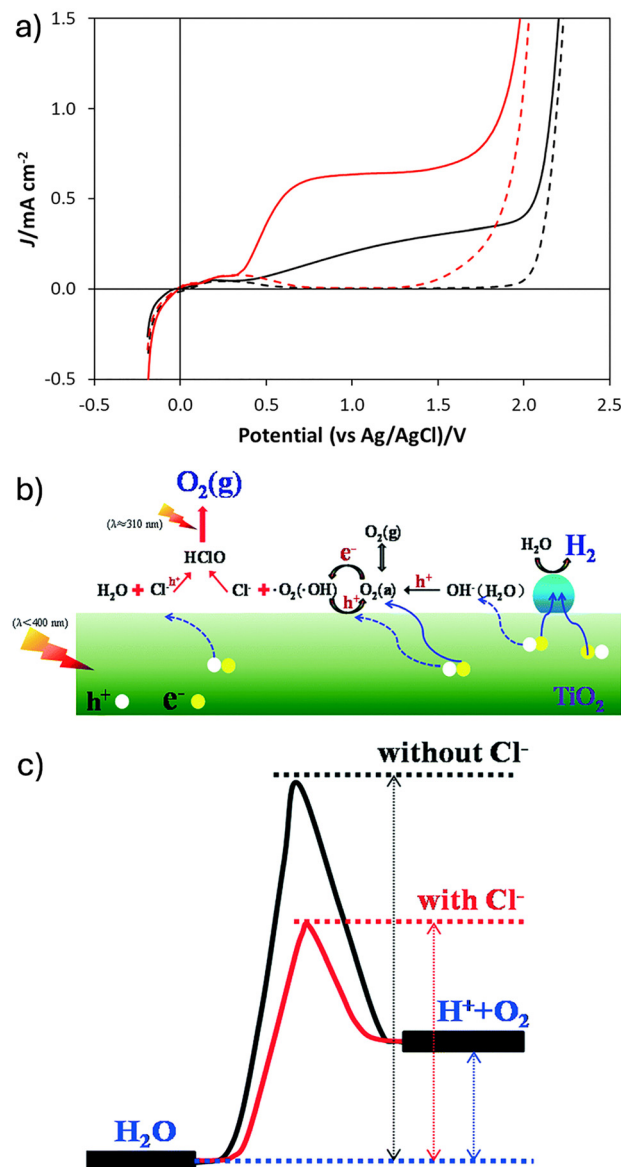 a)
1.5
1.0
0.5
0.0
-0.5
J/mA cm⁻²
-0.5 0.0 0.5 1.0 1.5 2.0 2.5
Potential (vs Ag/AgCl)/V
b)
O₂(g)
(λ≈310 nm)
HClO
O₂(g)
e⁻
H₂O H₂
H₂O + Cl⁻ h⁺ Cl⁻ + ·O₂(·OH) h⁺ O₂(a) h⁺ OH⁻(H₂O)
(λ<400 nm)
h⁺ e⁻ TiO₂
c)
without Cl⁻
with Cl⁻
H⁺+O₂
H₂O